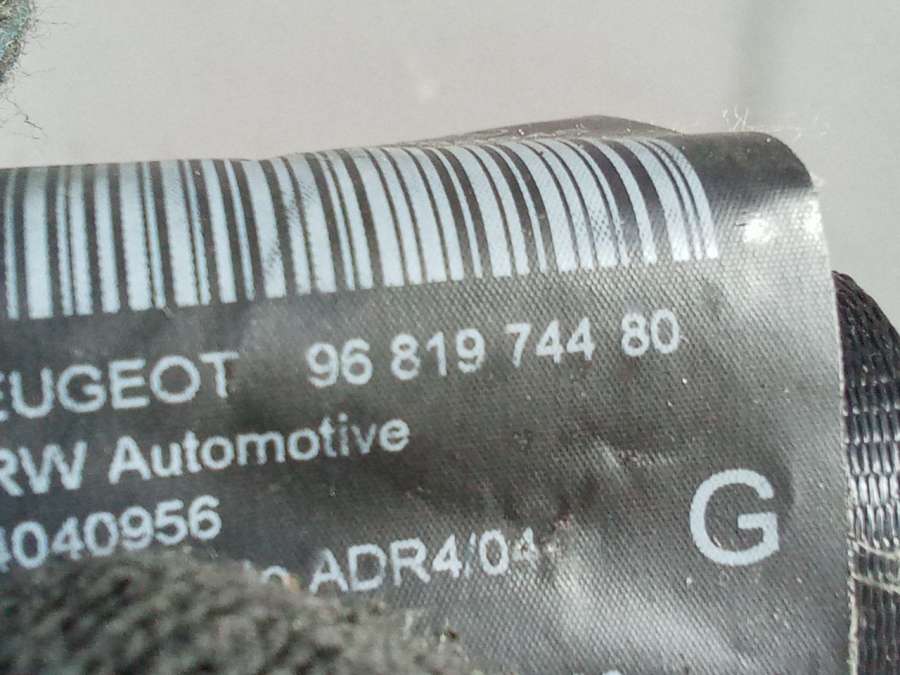 EUGEOT 96 819 744 80
RW Automotive
4040956
G
ADR4/04